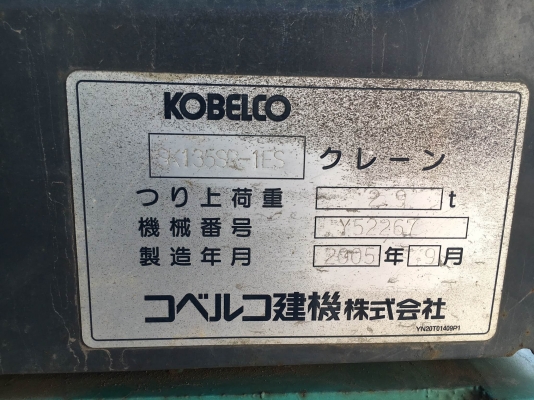 KOBELCO
SK135SR-1ES クレーン
つり上荷重 2.9 t
機械番号 YY52267
製造年月 2005 年 9 月
コベルコ建機株式会社
YN20T01409P1